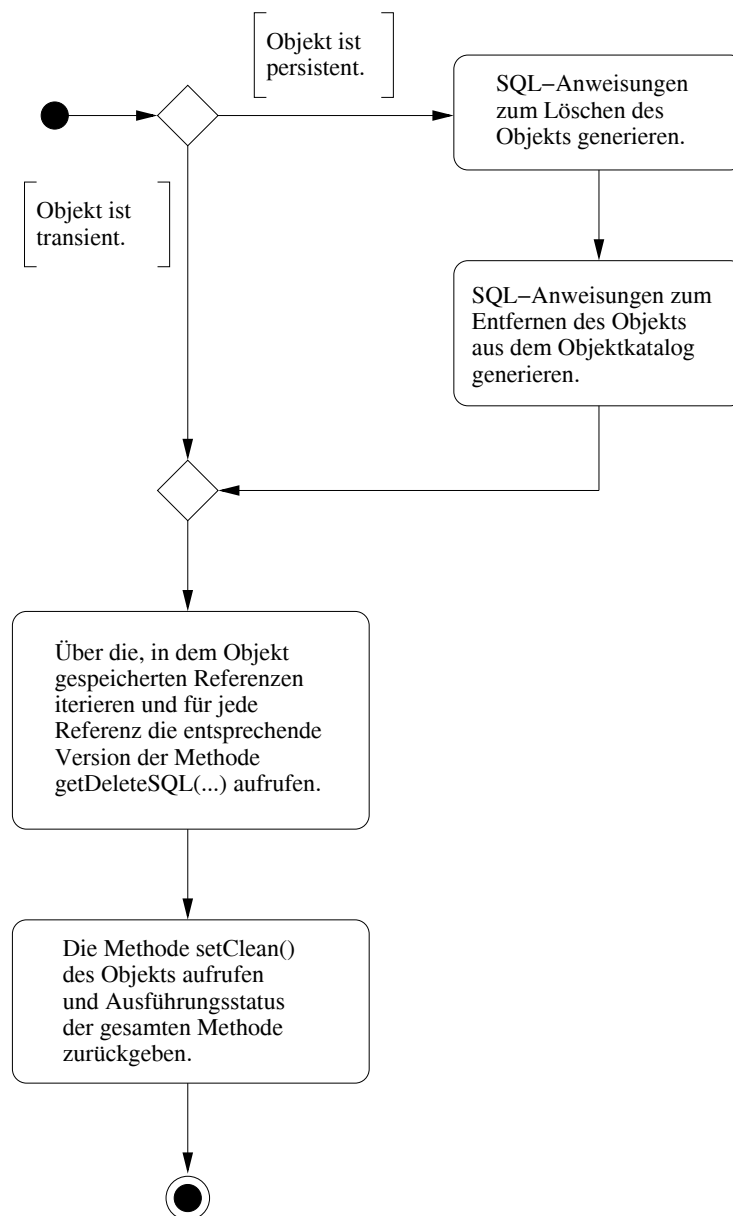 Objekt ist
persistent.
SQL−Anweisungen
zum Löschen des
Objekts generieren.
Objekt ist
transient.
SQL−Anweisungen zum
Entfernen des Objekts
aus dem Objektkatalog
generieren.
Über die, in dem Objekt
gespeicherten Referenzen
iterieren und für jede
Referenz die entsprechende
Version der Methode
getDeleteSQL(...) aufrufen.
Die Methode setClean()
des Objekts aufrufen
und Ausführungsstatus
der gesamten Methode
zurückgeben.